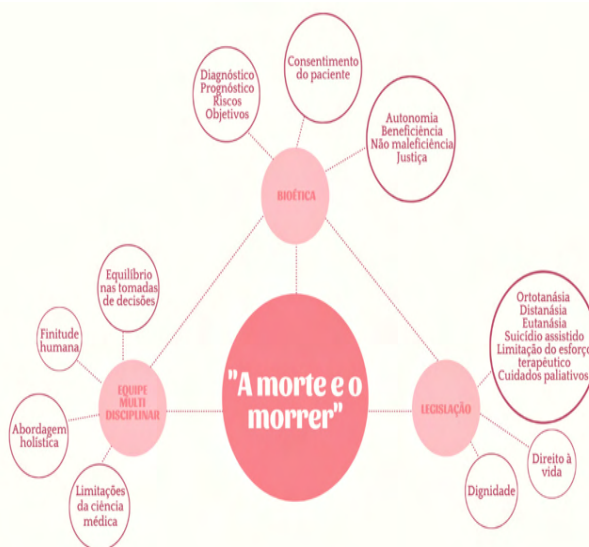 Diagnóstico
Prognóstico
Riscos
Objetivos
Consentimento
do paciente
Autonomia
Beneficiência
Não maleficiência
Justiça
BIOÉTICA
Equilíbrio
nas tomadas
de decisões
Finitude
humana
Abordagem
holística
Limitações
da ciência
médica
EQUIPE
MULTI
DISCIPLINAR
"A morte e o
morrer"
LEGISLAÇÃO
Ortotanásia
Distanásia
Eutanásia
Suicídio assistido
Limitação do esforço
terapêutico
Cuidados paliativos
Direito à
vida
Dignidade